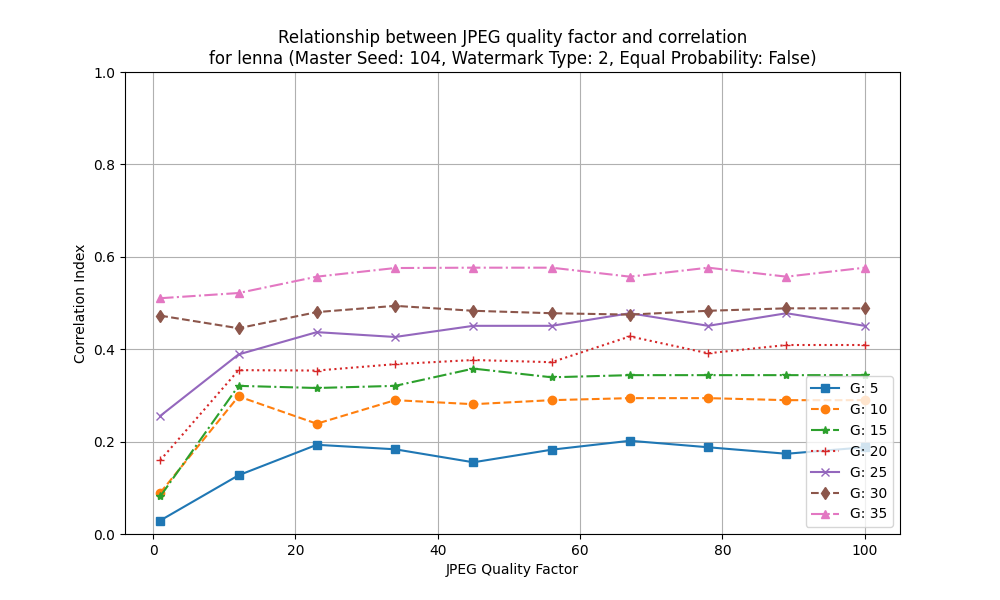 Relationship between JPEG quality factor and correlation
for lenna (Master Seed: 104, Watermark Type: 2, Equal Probability: False)
1.0
0.8
0.6
0.4
0.2
0.0
Correlation Index
0 20 40 60 80 100
JPEG Quality Factor
G: 5
G: 10
G: 15
G: 20
G: 25
G: 30
G: 35